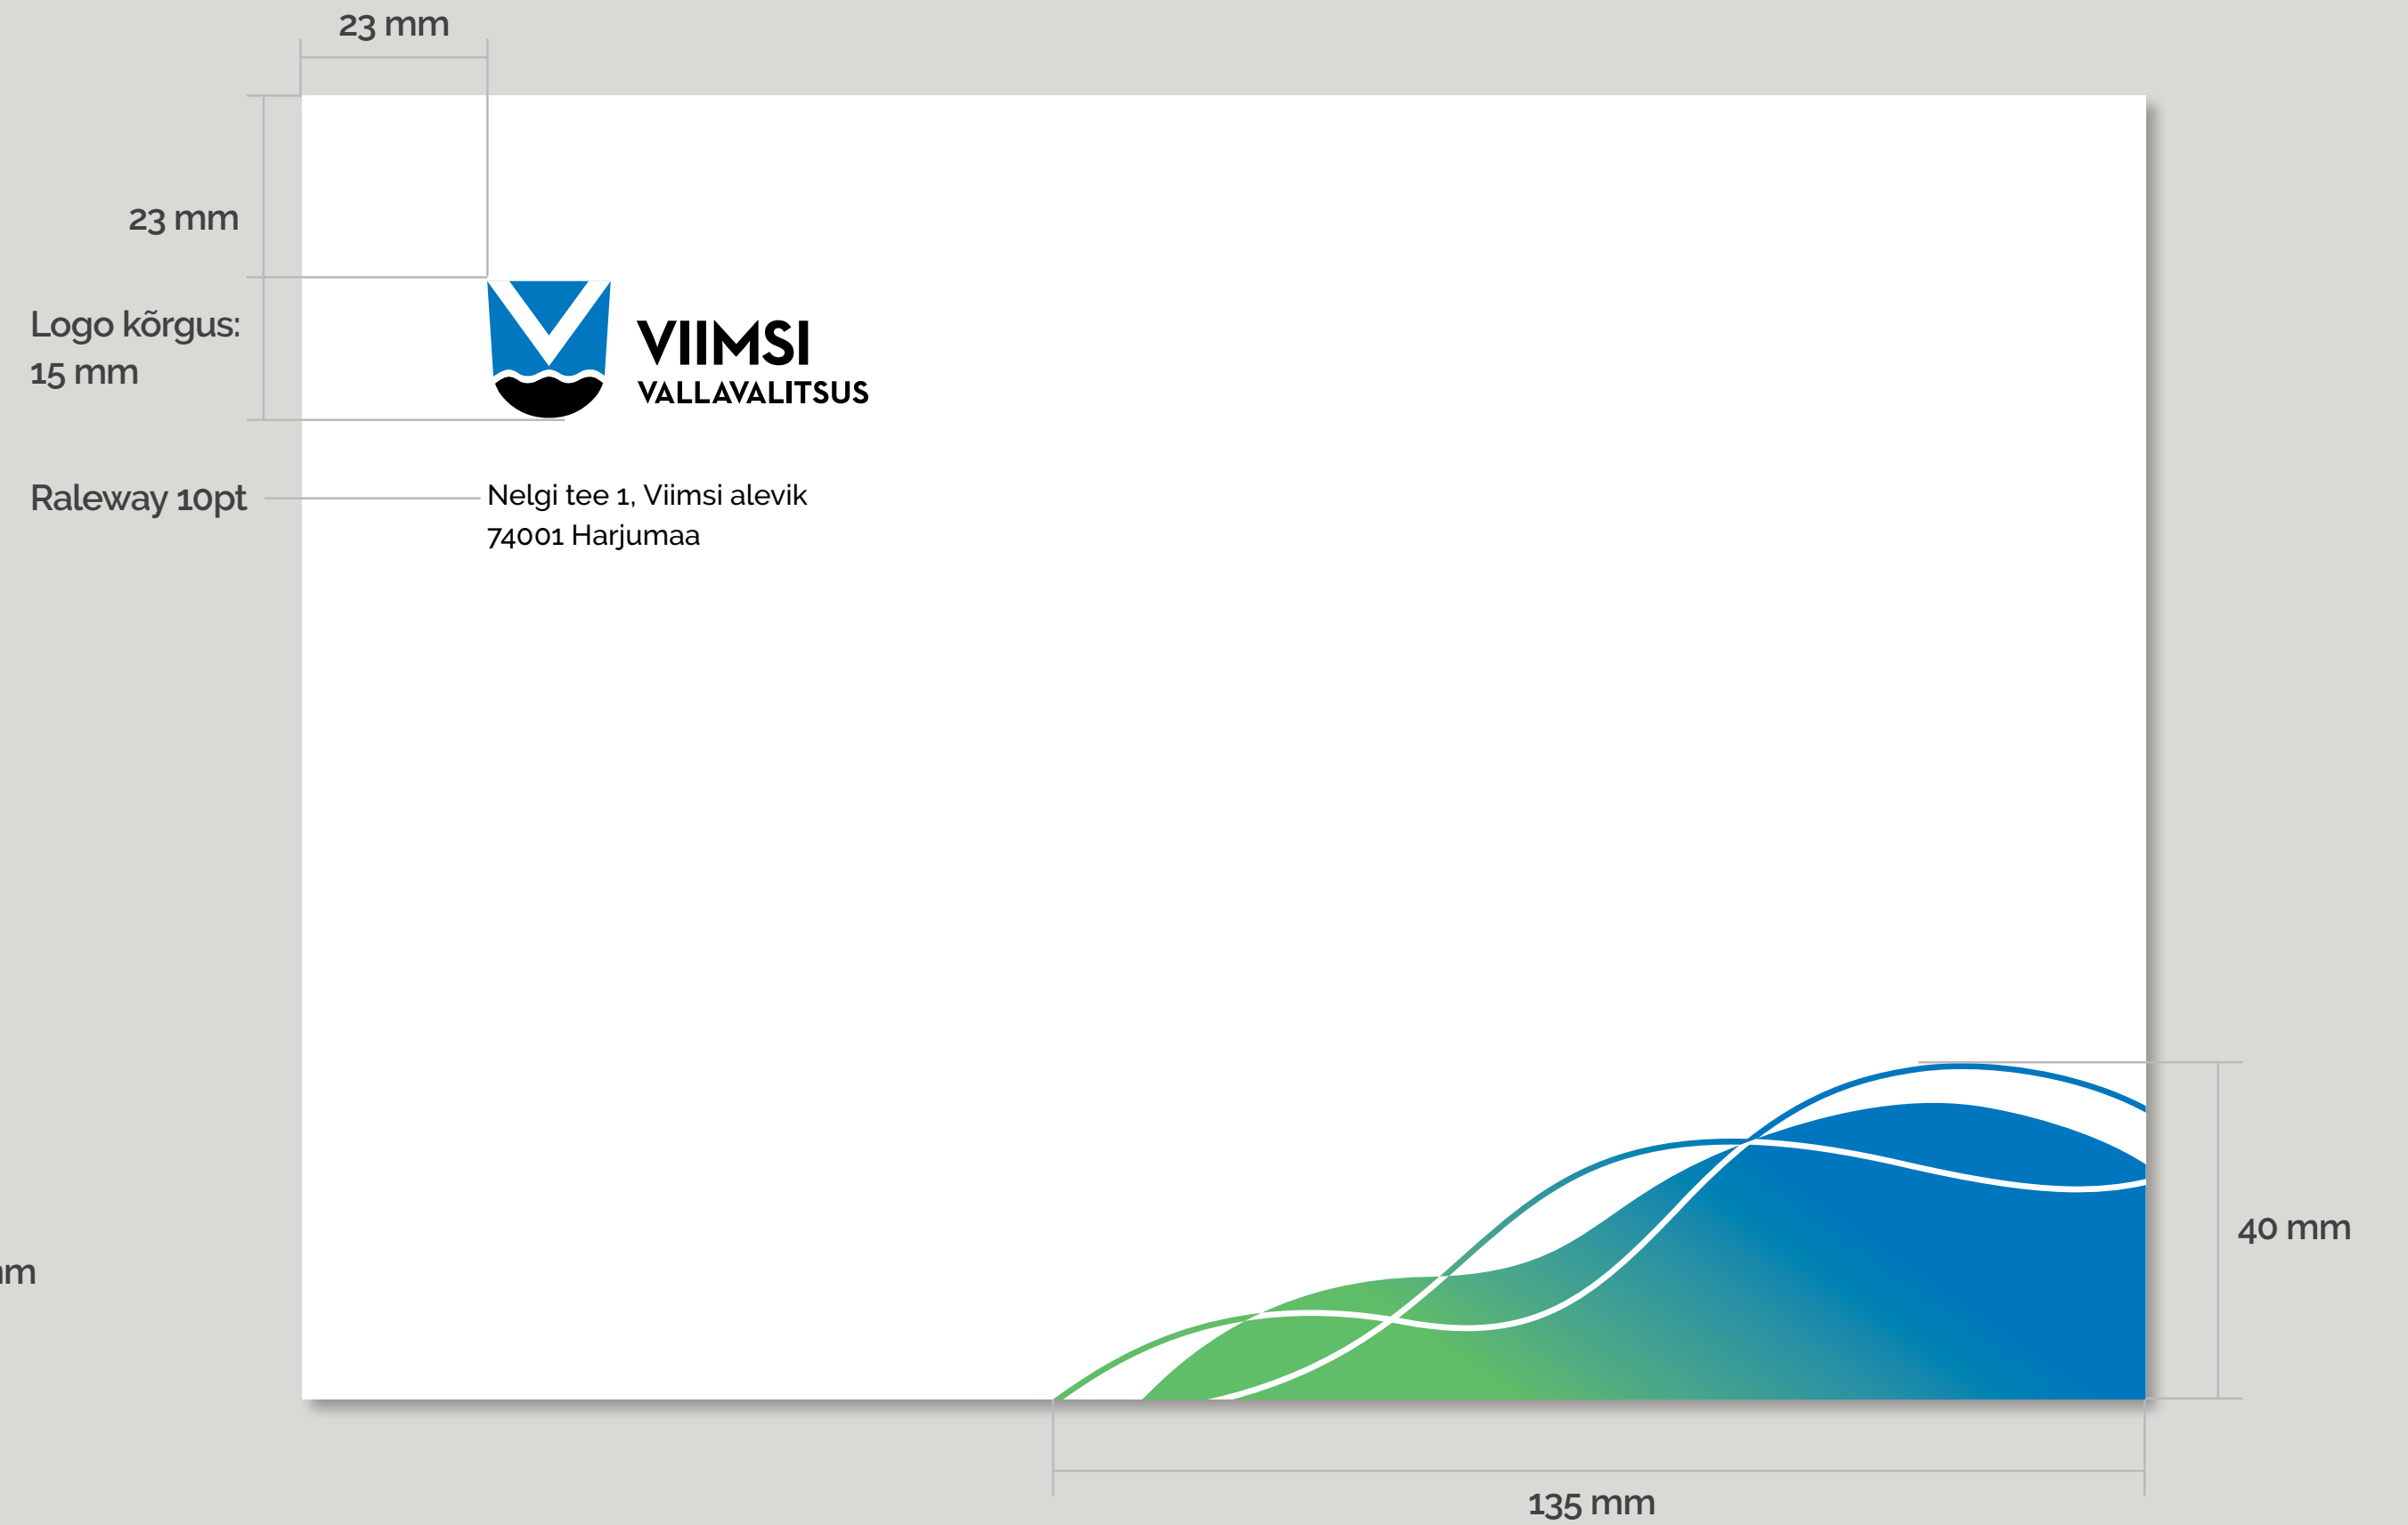 23 mm
23 mm
Logo kõrgus:
15 mm
VIIMSI
VALLAVALITSUS
Raleway 10pt
Nelgi tee 1, Viimsi alevik
74001 Harjumaa
40 mm
135 mm